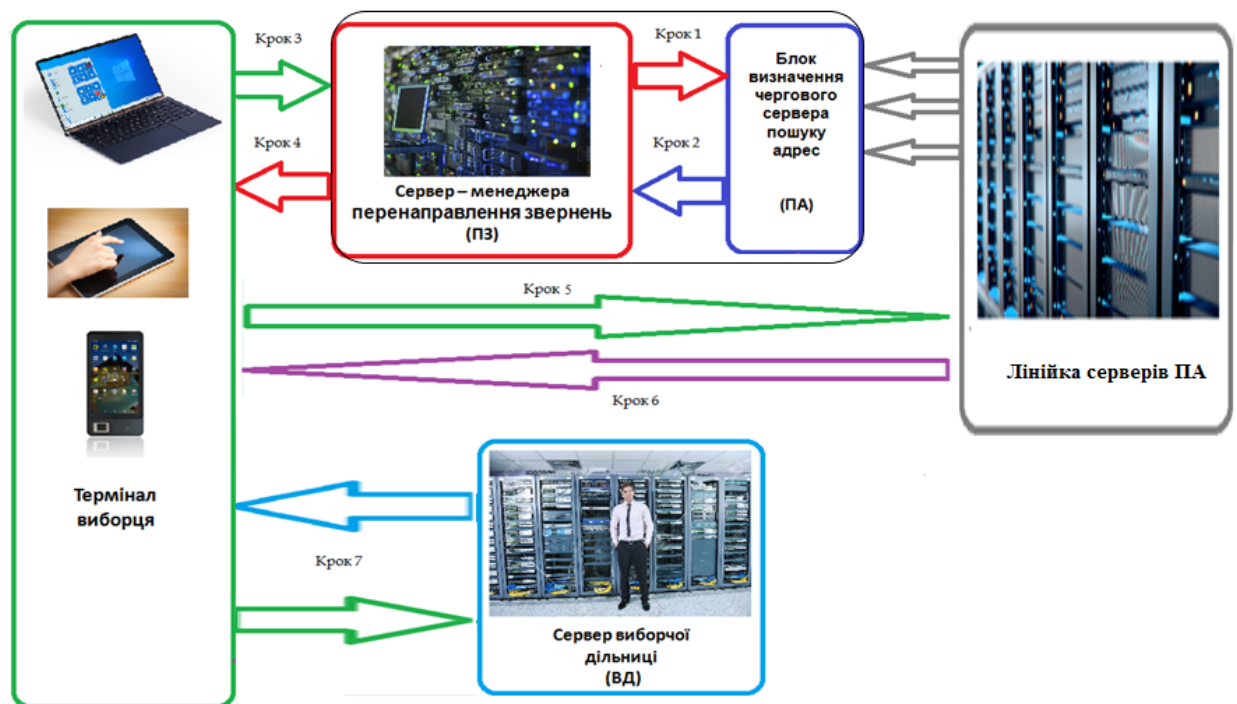 Крок 3
Крок 4
Термінал
виборця
Сервер – менеджера
перенаправлення звернень
(ПЗ)
Крок 1
Крок 2
Блок
визначення
чергового
сервера
пошуку
адрес
(ПА)
Лінійка серверів ПА
Крок 5
Крок 6
Крок 7
Сервер виборчої
дільниці
(ВД)